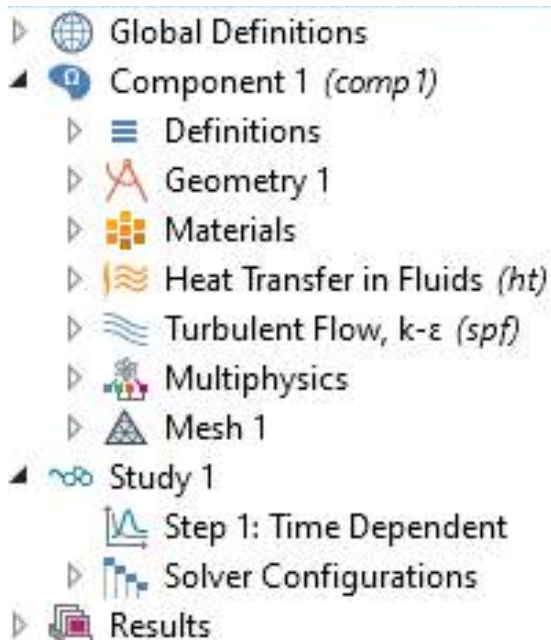 Global Definitions
Component 1 (comp1)
Definitions
Geometry 1
Materials
Heat Transfer in Fluids (ht)
Turbulent Flow, k-ε (spf)
Multiphysics
Mesh 1
Study 1
Step 1: Time Dependent
Solver Configurations
Results